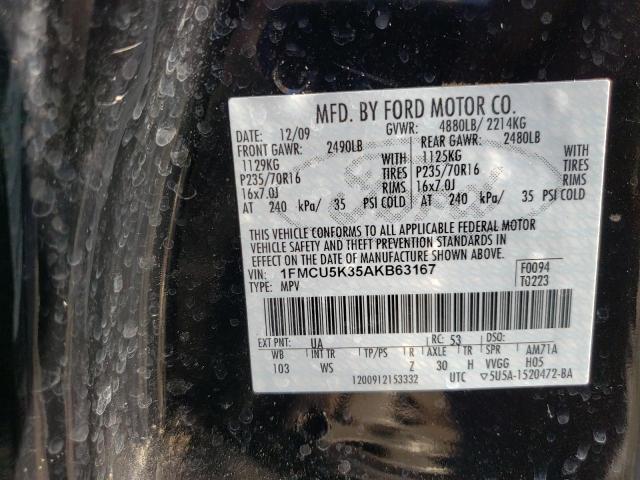 MFD. BY FORD MOTOR CO.
DATE: 12/09 GVWR: 4880LB/ 2214KG
FRONT GAWR: 2490LB REAR GAWR: 2480LB
1129KG 1125KG
P235/70R16 TIRES P235/70R16 TIRES
16x7.0J RIMS 16x7.0J RIMS
AT 240 kPa/ 35 PSI COLD AT 240 kPa/ 35 PSI COLD
THIS VEHICLE CONFORMS TO ALL APPLICABLE FEDERAL MOTOR
VEHICLE SAFETY AND THEFT PREVENTION STANDARDS IN
EFFECT ON THE DATE OF MANUFACTURE SHOWN ABOVE.
VIN: 1FMCU5K35AKB63167 F0094
TYPE: MPV T0223
EXT PNT: UA RC: 53 DSO:
WB INT TR TP/PS R AXLE TR SPR AM71A
103 WS Z 30 H VVGG H05
1200912153332 UTC ▽5U5A-1520472-BA